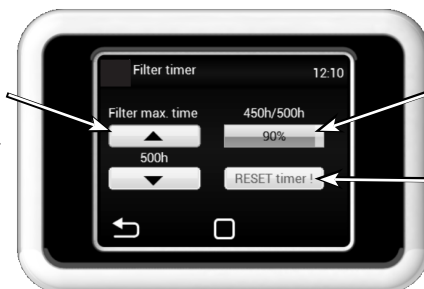 Filter timer 12:10
Filter max. time 450h/500h
90%
500h
RESET timer !